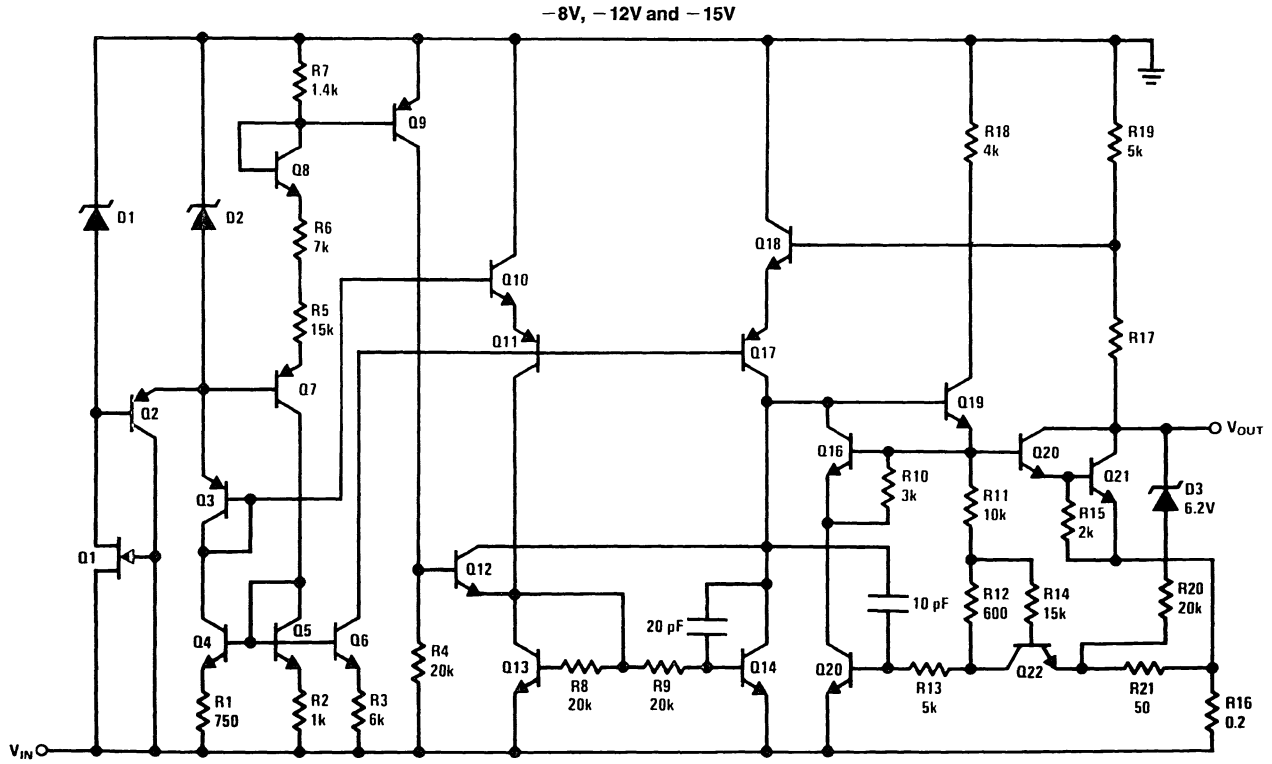 −8V, −12V and −15V
R7
1.4k
Q9
R18
4k
R19
5k
Q8
D1
D2
R6
7k
Q18
Q10
R5
15k
Q11
Q17
R17
Q7
Q2
Q19
VOUT
Q16
Q20
Q3
R10
3k
Q21
D3
6.2V
R11
10k
R15
2k
Q1
Q12
10 pF
R12
600
R14
15k
R20
20k
20 pF
Q4
Q5
Q6
R4
20k
Q13
Q14
Q20
R8
20k
R9
20k
R13
5k
Q22
R21
50
R1
750
R2
1k
R3
6k
R16
0.2
VIN